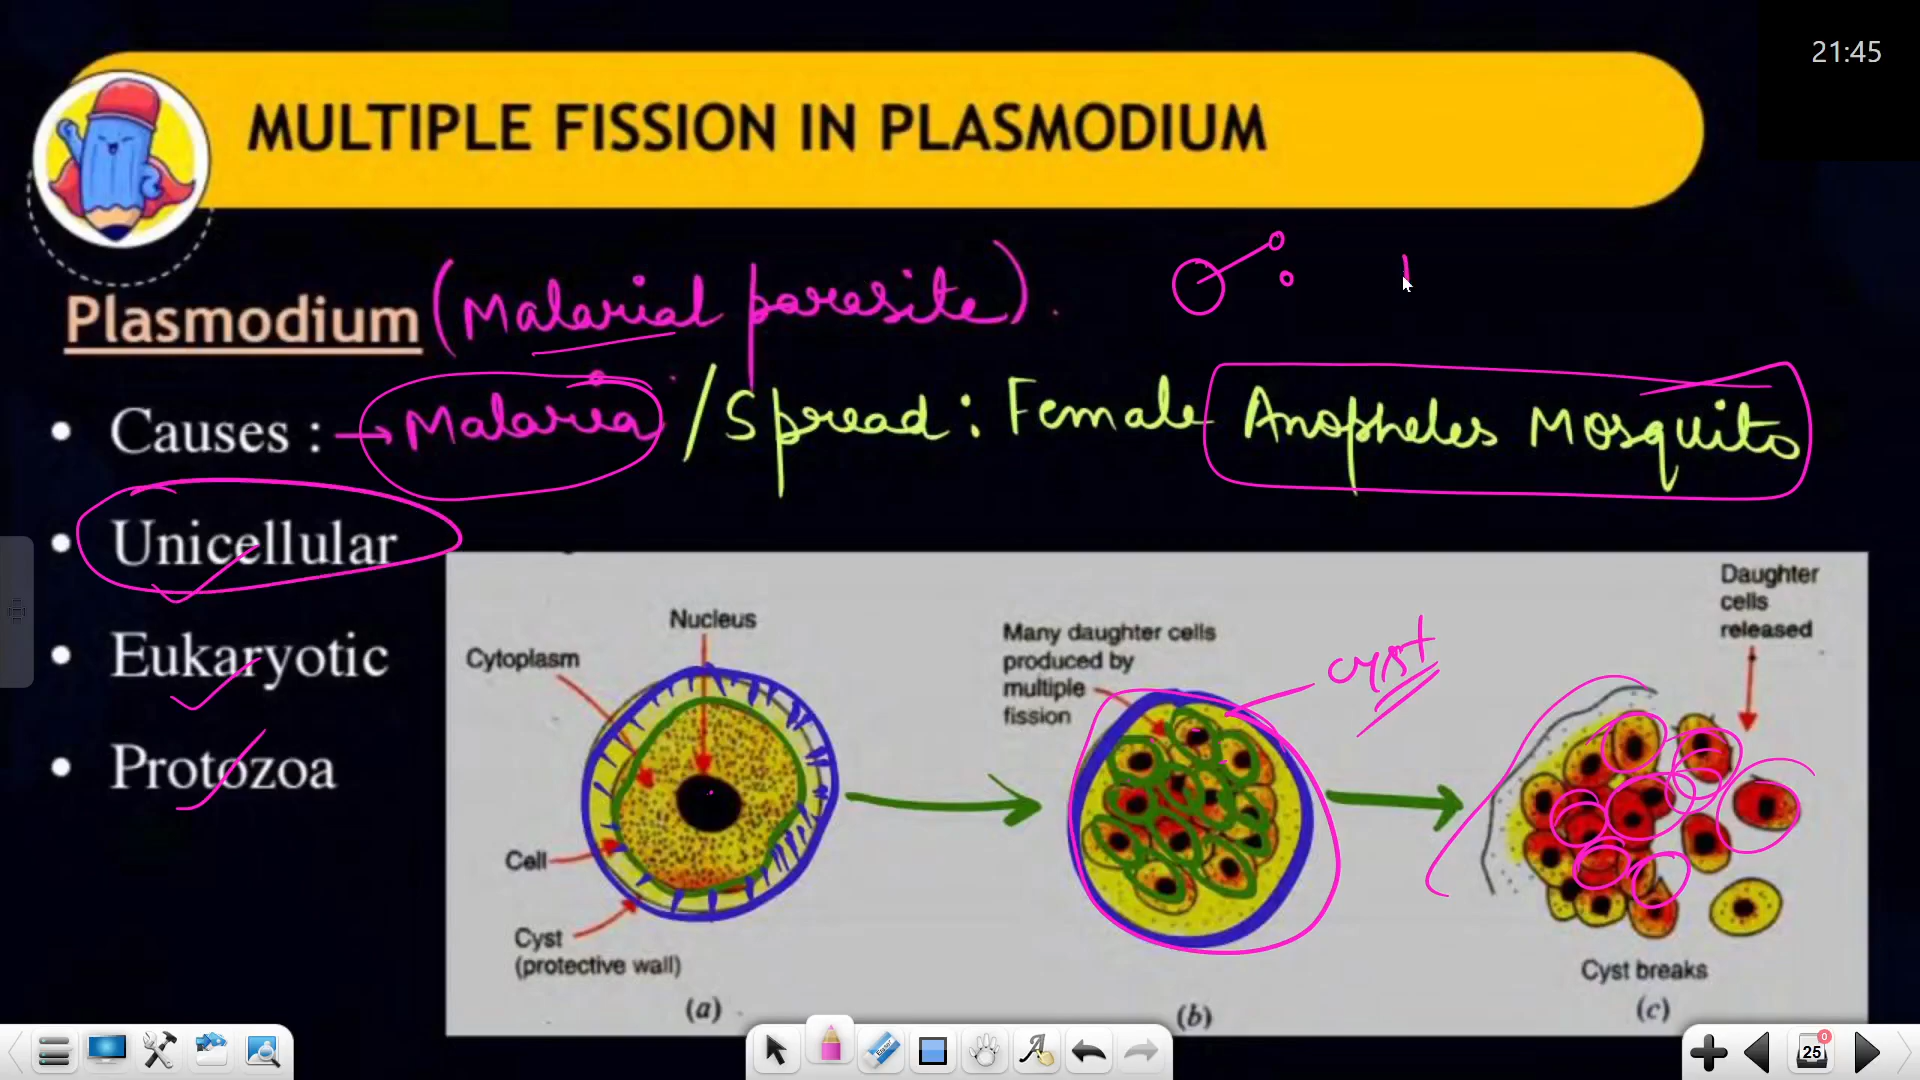 21:45
MULTIPLE FISSION IN PLASMODIUM
Plasmodium (Malarial parasite).
• Causes : → Malaria / Spread : Female Anopheles Mosquito
• Unicellular
• Eukaryotic
• Protozoa
Nucleus
Cytoplasm
Cell
Cyst
(protective wall)
(a)
Many daughter cells
produced by
multiple
fission
cyst
(b)
Daughter
cells
released
Cyst breaks
(c)
Eraser
A
25
0